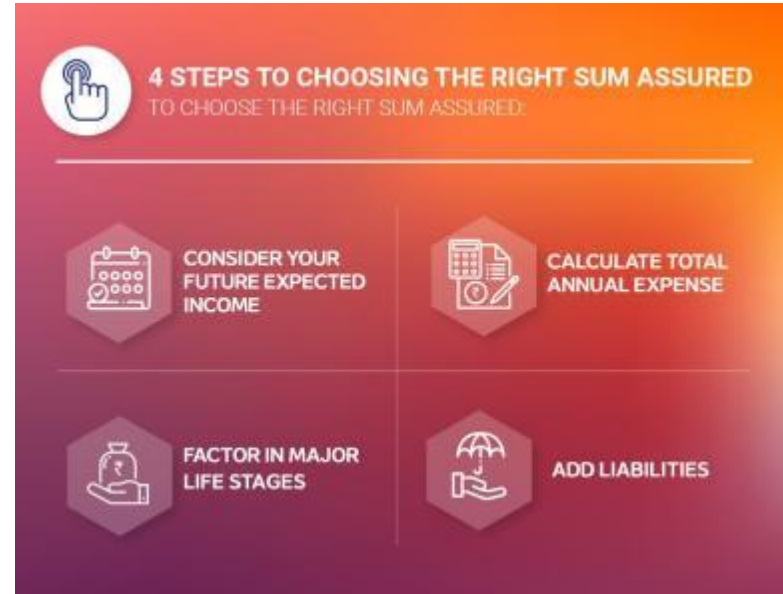 4 STEPS TO CHOOSING THE RIGHT SUM ASSURED
TO CHOOSE THE RIGHT SUM ASSURED:
CONSIDER YOUR
FUTURE EXPECTED
INCOME
CALCULATE TOTAL
ANNUAL EXPENSE
FACTOR IN MAJOR
LIFE STAGES
ADD LIABILITIES